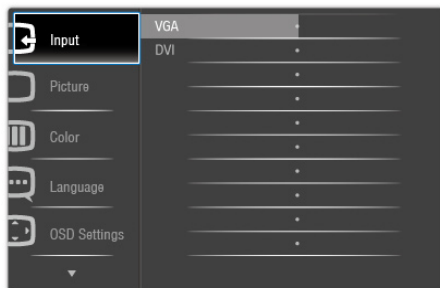 Input
Picture
Color
Language
OSD Settings
VGA
DVI